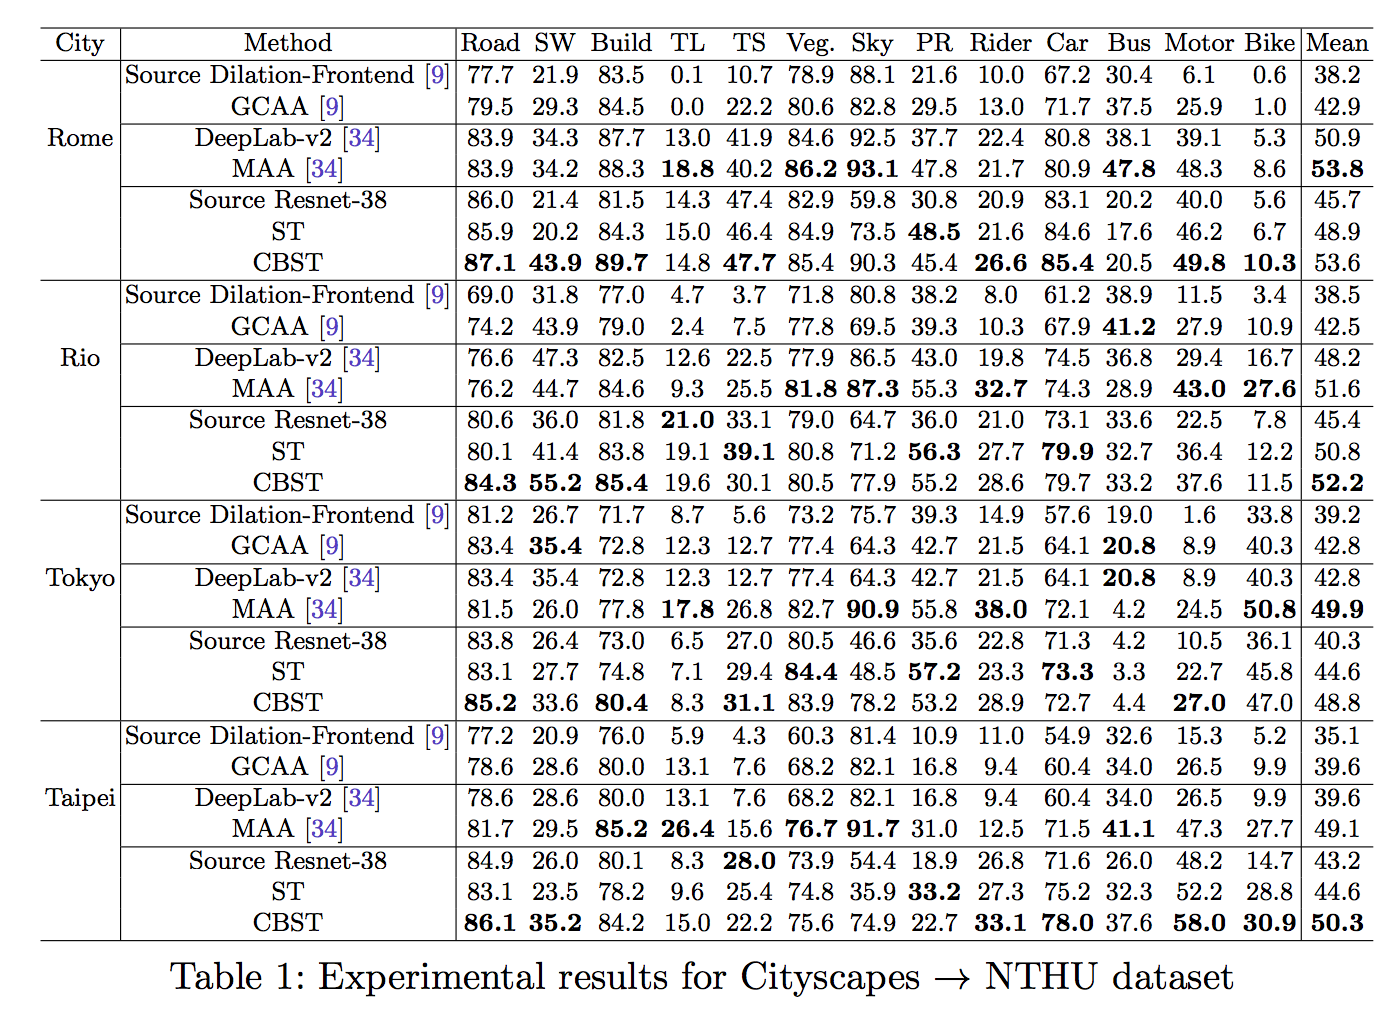 City Method Road SW Build TL TS Veg. Sky PR Rider Car Bus Motor Bike Mean
Source Dilation-Frontend [9] 77.7 21.9 83.5 0.1 10.7 78.9 88.1 21.6 10.0 67.2 30.4 6.1 0.6 38.2
GCAA [9] 79.5 29.3 84.5 0.0 22.2 80.6 82.8 29.5 13.0 71.7 37.5 25.9 1.0 42.9
Rome DeepLab-v2 [34] 83.9 34.3 87.7 13.0 41.9 84.6 92.5 37.7 22.4 80.8 38.1 39.1 5.3 50.9
MAA [34] 83.9 34.2 88.3 18.8 40.2 86.2 93.1 47.8 21.7 80.9 47.8 48.3 8.6 53.8
Source Resnet-38 86.0 21.4 81.5 14.3 47.4 82.9 59.8 30.8 20.9 83.1 20.2 40.0 5.6 45.7
ST 85.9 20.2 84.3 15.0 46.4 84.9 73.5 48.5 21.6 84.6 17.6 46.2 6.7 48.9
CBST 87.1 43.9 89.7 14.8 47.7 85.4 90.3 45.4 26.6 85.4 20.5 49.8 10.3 53.6
Source Dilation-Frontend [9] 69.0 31.8 77.0 4.7 3.7 71.8 80.8 38.2 8.0 61.2 38.9 11.5 3.4 38.5
GCAA [9] 74.2 43.9 79.0 2.4 7.5 77.8 69.5 39.3 10.3 67.9 41.2 27.9 10.9 42.5
Rio DeepLab-v2 [34] 76.6 47.3 82.5 12.6 22.5 77.9 86.5 43.0 19.8 74.5 36.8 29.4 16.7 48.2
MAA [34] 76.2 44.7 84.6 9.3 25.5 81.8 87.3 55.3 32.7 74.3 28.9 43.0 27.6 51.6
Source Resnet-38 80.6 36.0 81.8 21.0 33.1 79.0 64.7 36.0 21.0 73.1 33.6 22.5 7.8 45.4
ST 80.1 41.4 83.8 19.1 39.1 80.8 71.2 56.3 27.7 79.9 32.7 36.4 12.2 50.8
CBST 84.3 55.2 85.4 19.6 30.1 80.5 77.9 55.2 28.6 79.7 33.2 37.6 11.5 52.2
Source Dilation-Frontend [9] 81.2 26.7 71.7 8.7 5.6 73.2 75.7 39.3 14.9 57.6 19.0 1.6 33.8 39.2
GCAA [9] 83.4 35.4 72.8 12.3 12.7 77.4 64.3 42.7 21.5 64.1 20.8 8.9 40.3 42.8
Tokyo DeepLab-v2 [34] 83.4 35.4 72.8 12.3 12.7 77.4 64.3 42.7 21.5 64.1 20.8 8.9 40.3 42.8
MAA [34] 81.5 26.0 77.8 17.8 26.8 82.7 90.9 55.8 38.0 72.1 4.2 24.5 50.8 49.9
Source Resnet-38 83.8 26.4 73.0 6.5 27.0 80.5 46.6 35.6 22.8 71.3 4.2 10.5 36.1 40.3
ST 83.1 27.7 74.8 7.1 29.4 84.4 48.5 57.2 23.3 73.3 3.3 22.7 45.8 44.6
CBST 85.2 33.6 80.4 8.3 31.1 83.9 78.2 53.2 28.9 72.7 4.4 27.0 47.0 48.8
Source Dilation-Frontend [9] 77.2 20.9 76.0 5.9 4.3 60.3 81.4 10.9 11.0 54.9 32.6 15.3 5.2 35.1
GCAA [9] 78.6 28.6 80.0 13.1 7.6 68.2 82.1 16.8 9.4 60.4 34.0 26.5 9.9 39.6
Taipei DeepLab-v2 [34] 78.6 28.6 80.0 13.1 7.6 68.2 82.1 16.8 9.4 60.4 34.0 26.5 9.9 39.6
MAA [34] 81.7 29.5 85.2 26.4 15.6 76.7 91.7 31.0 12.5 71.5 41.1 47.3 27.7 49.1
Source Resnet-38 84.9 26.0 80.1 8.3 28.0 73.9 54.4 18.9 26.8 71.6 26.0 48.2 14.7 43.2
ST 83.1 23.5 78.2 9.6 25.4 74.8 35.9 33.2 27.3 75.2 32.3 52.2 28.8 44.6
CBST 86.1 35.2 84.2 15.0 22.2 75.6 74.9 22.7 33.1 78.0 37.6 58.0 30.9 50.3
Table 1: Experimental results for Cityscapes → NTHU dataset